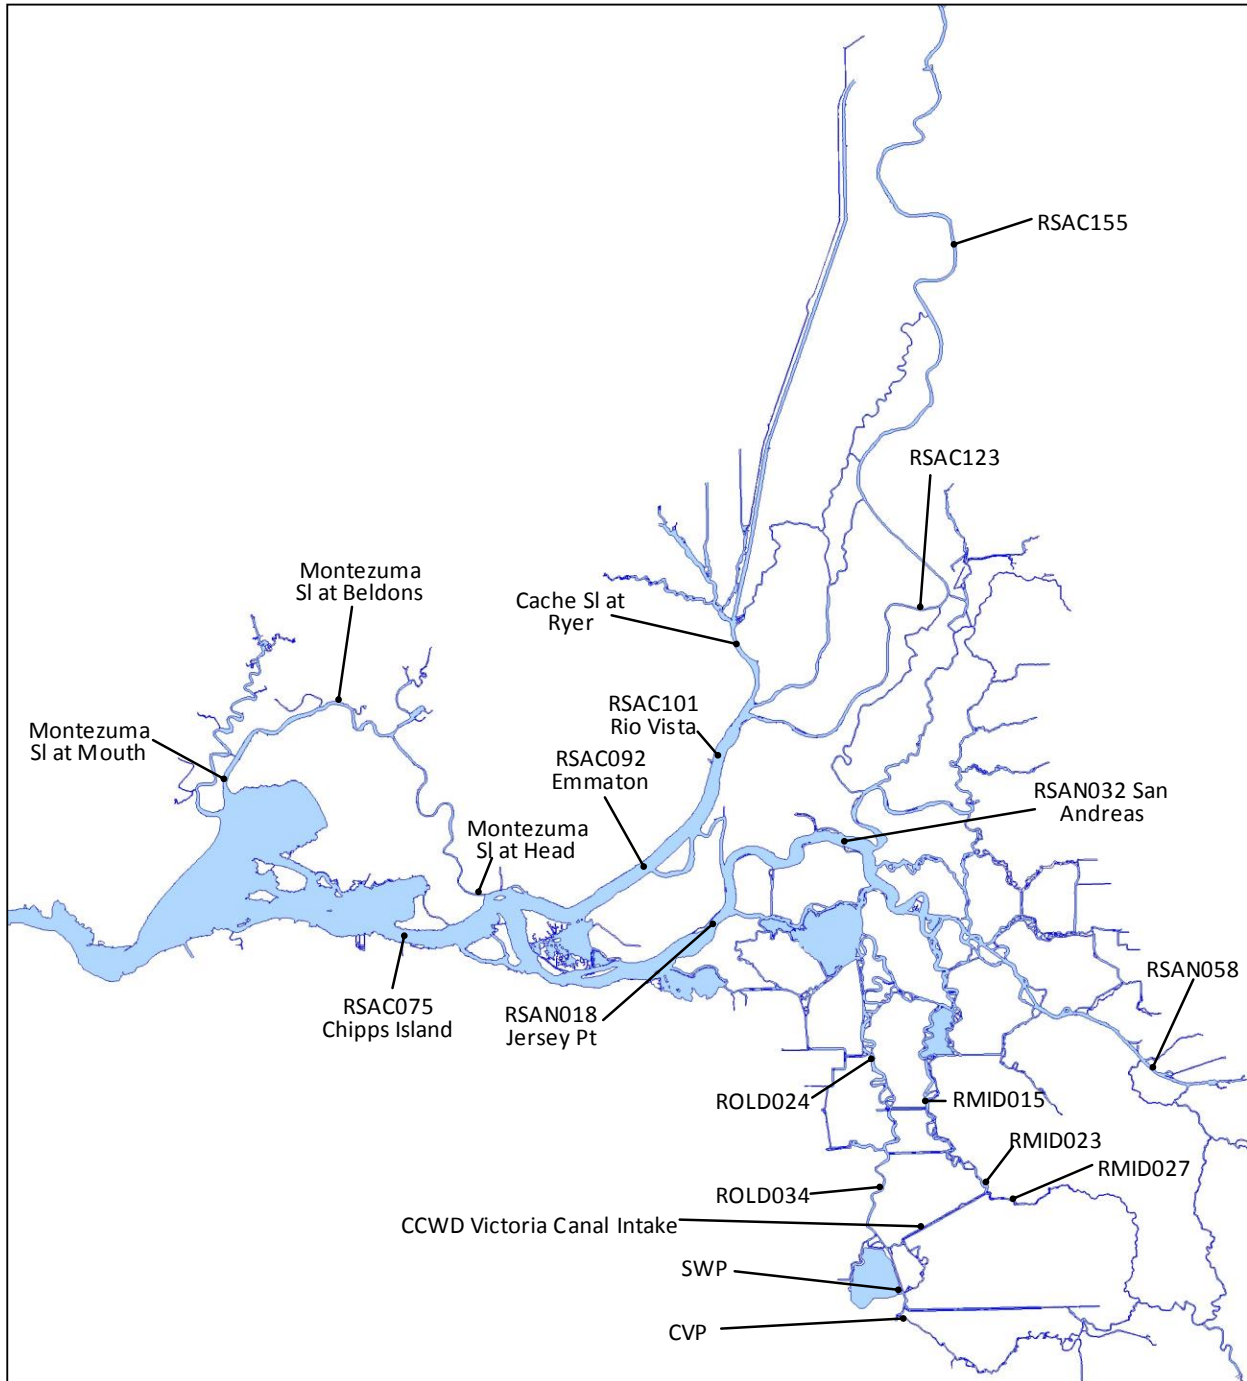 RSAC155
RSAC123
Montezuma
Sl at Beldons
Cache Sl at
Ryer
RSAC101
Rio Vista
Montezuma
Sl at Mouth
RSAC092
Emmaton
RSAN032 San
Andreas
Montezuma
Sl at Head
RSAN058
RSAC075
Chipps Island
RSAN018
Jersey Pt
ROLD024
RMID015
RMID023
RMID027
ROLD034
CCWD Victoria Canal Intake
SWP
CVP